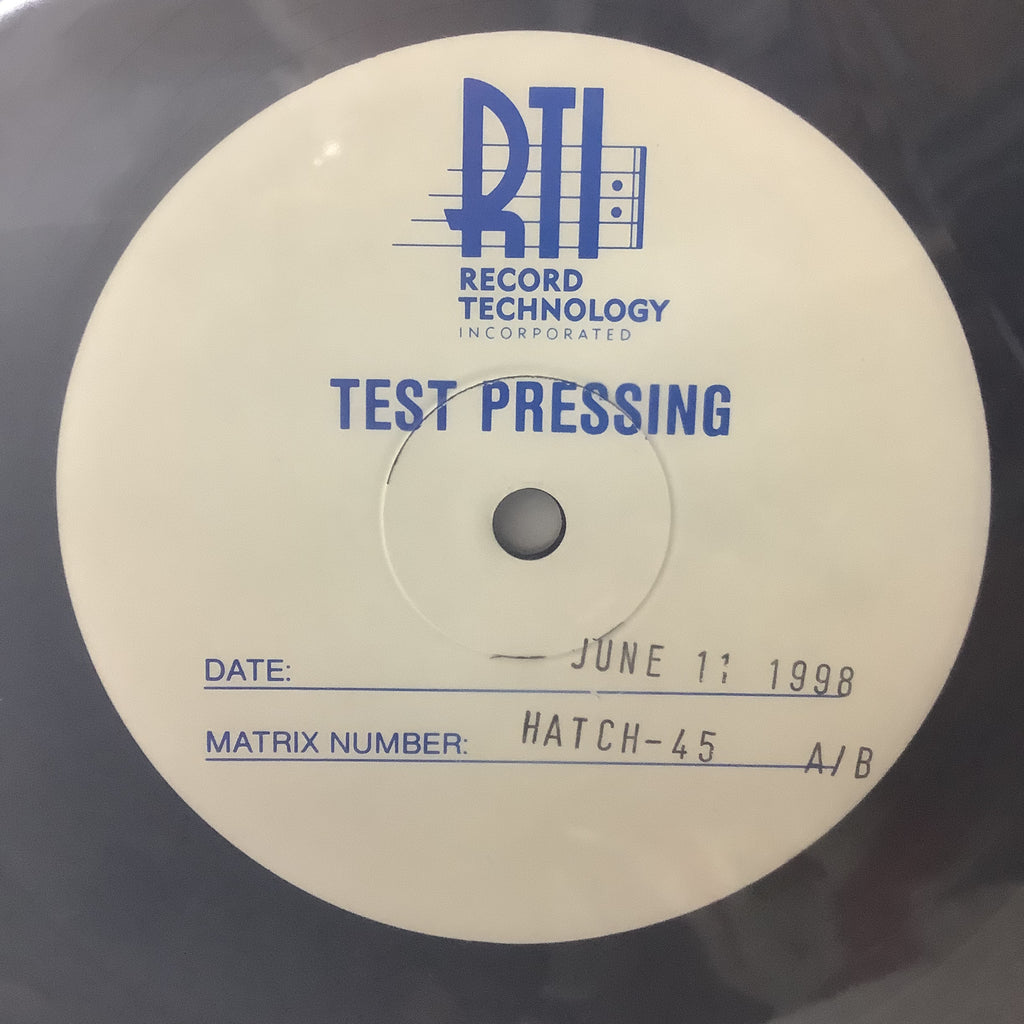 RTI
RECORD
TECHNOLOGY
INCORPORATED
TEST PRESSING
DATE: JUNE 11 1998
MATRIX NUMBER: HATCH-45 A/B